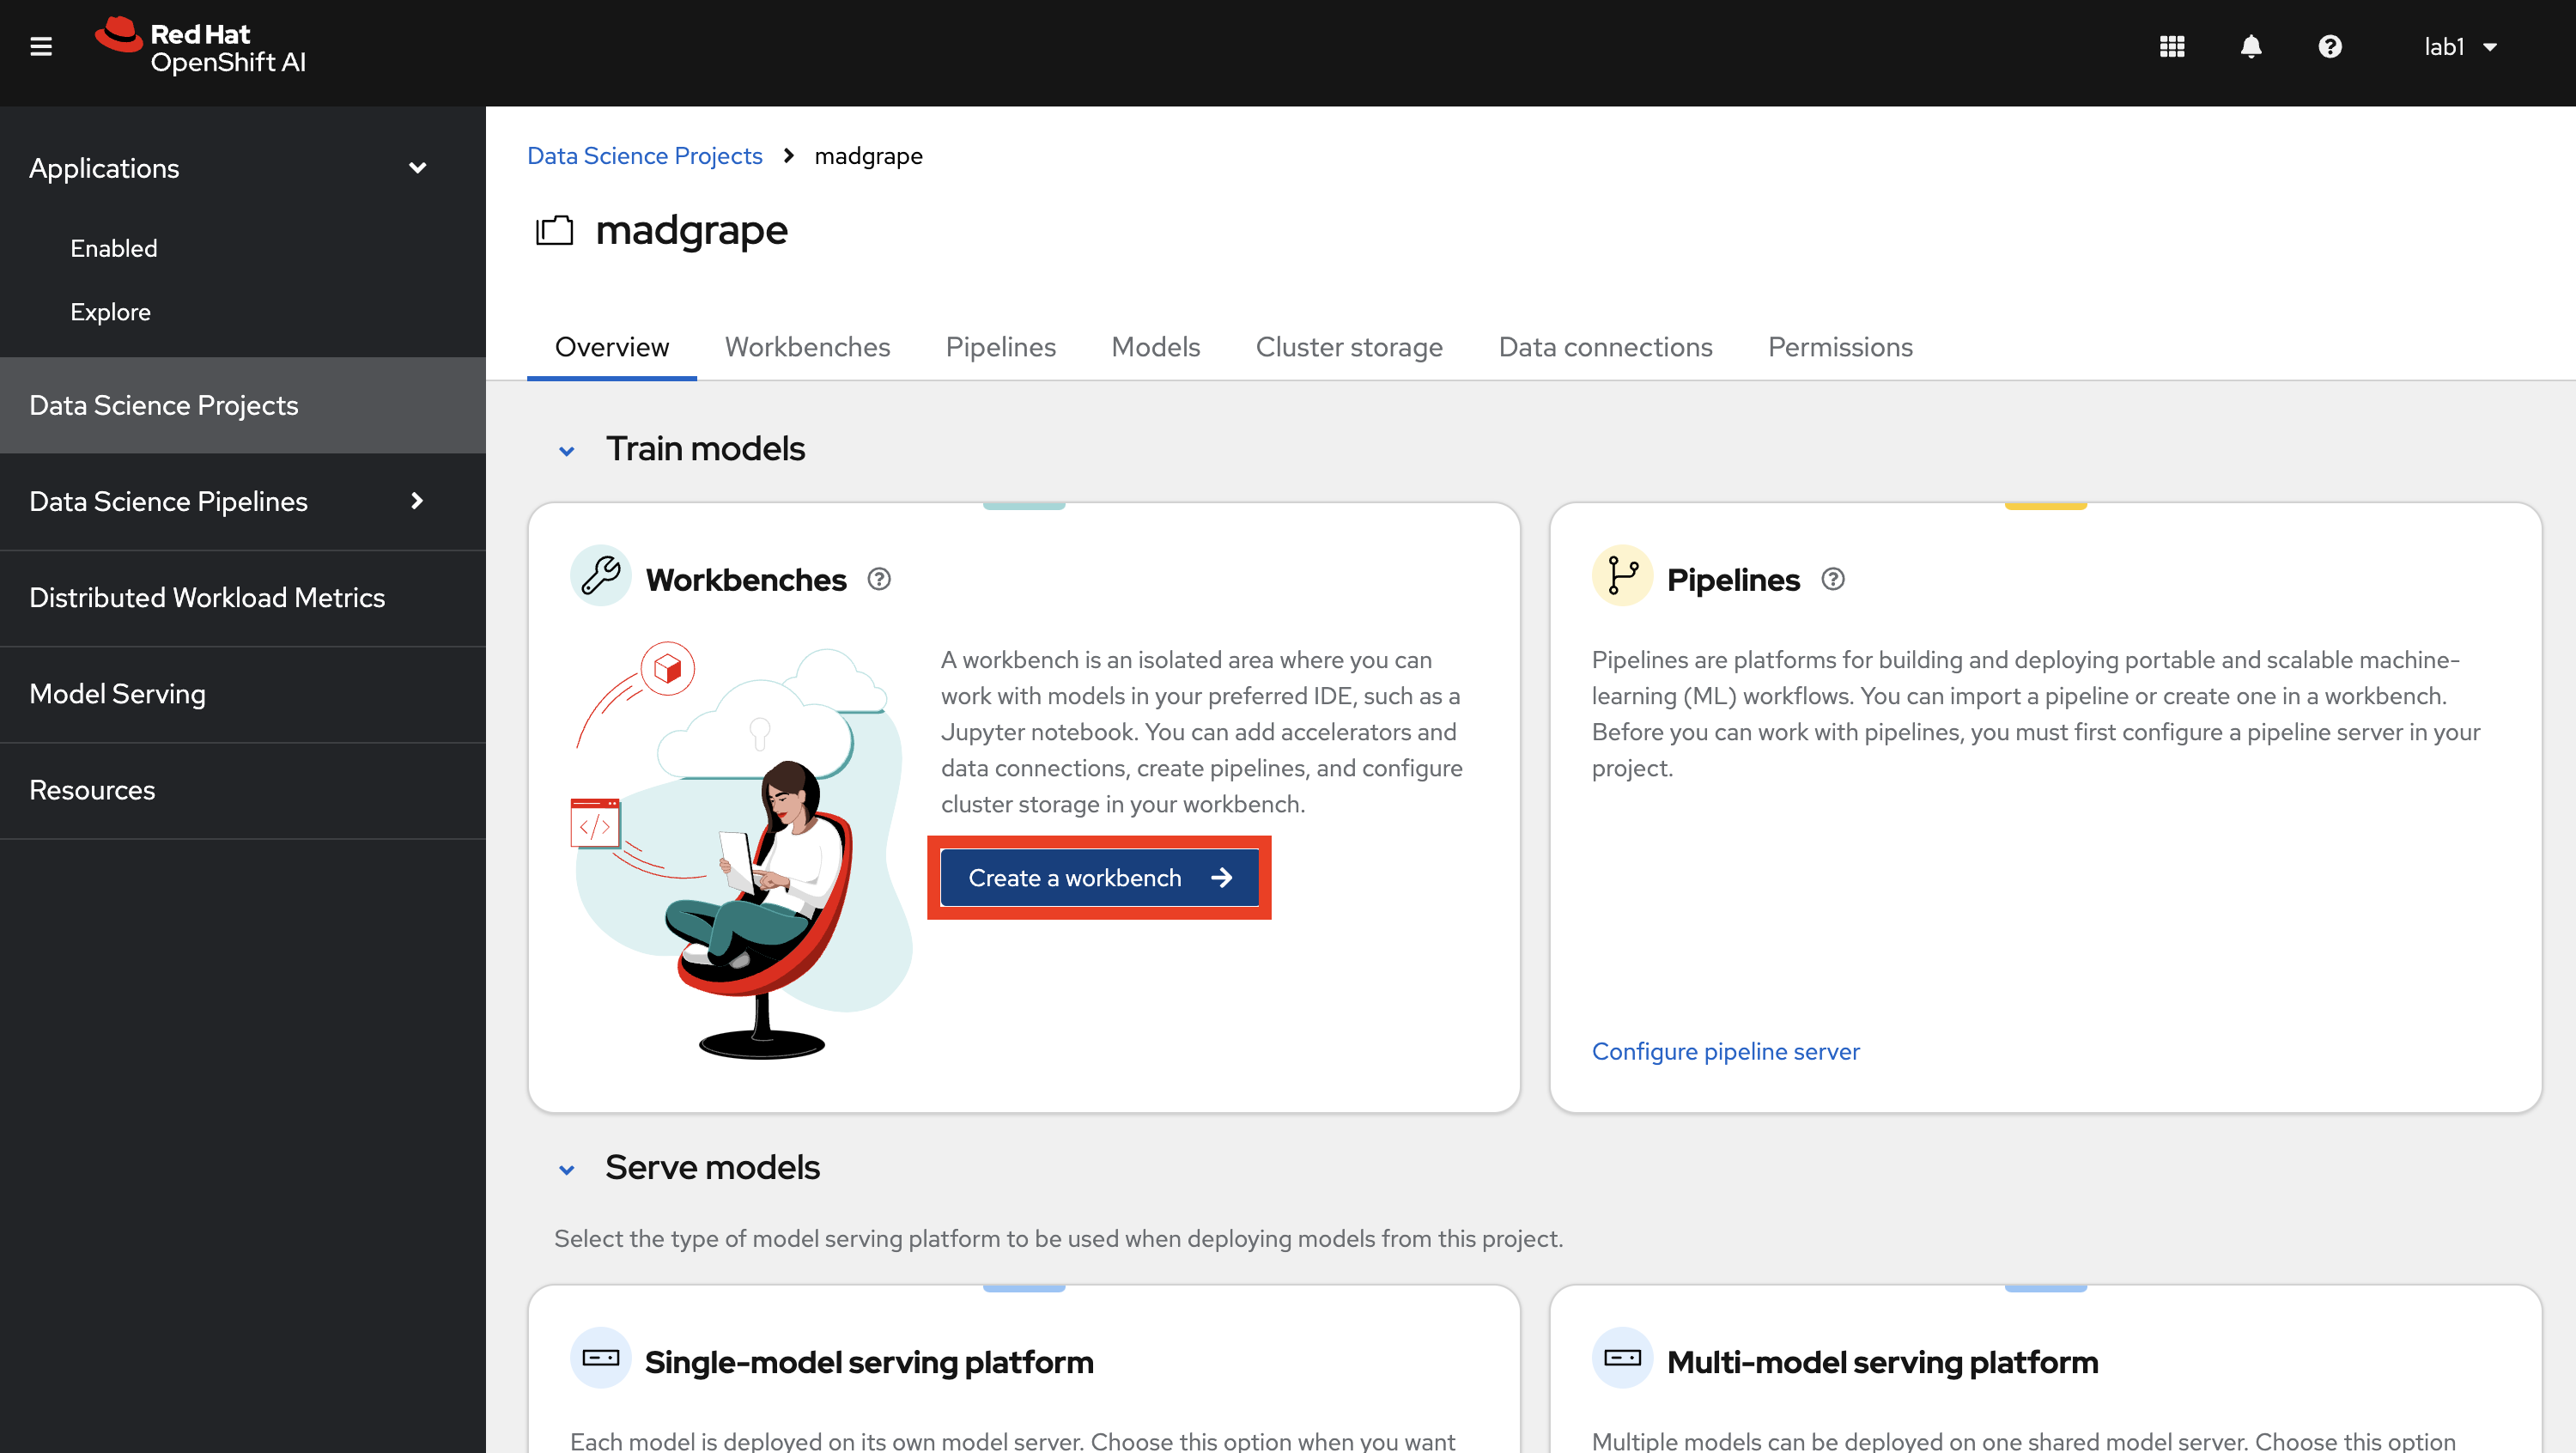 Red Hat
OpenShift AI
lab1
Applications
Enabled
Explore
Data Science Projects
Data Science Pipelines
Distributed Workload Metrics
Model Serving
Resources
Data Science Projects > madgrape
madgrape
Overview Workbenches Pipelines Models Cluster storage Data connections Permissions
Train models
Workbenches
A workbench is an isolated area where you can
work with models in your preferred IDE, such as a
Jupyter notebook. You can add accelerators and
data connections, create pipelines, and configure
cluster storage in your workbench.
Create a workbench →
</>
Pipelines
Pipelines are platforms for building and deploying portable and scalable machine-
learning (ML) workflows. You can import a pipeline or create one in a workbench.
Before you can work with pipelines, you must first configure a pipeline server in your
project.
Configure pipeline server
Serve models
Select the type of model serving platform to be used when deploying models from this project.
Single-model serving platform
Each model is deployed on its own model server. Choose this option when you want
Multi-model serving platform
Multiple models can be deployed on one shared model server. Choose this option